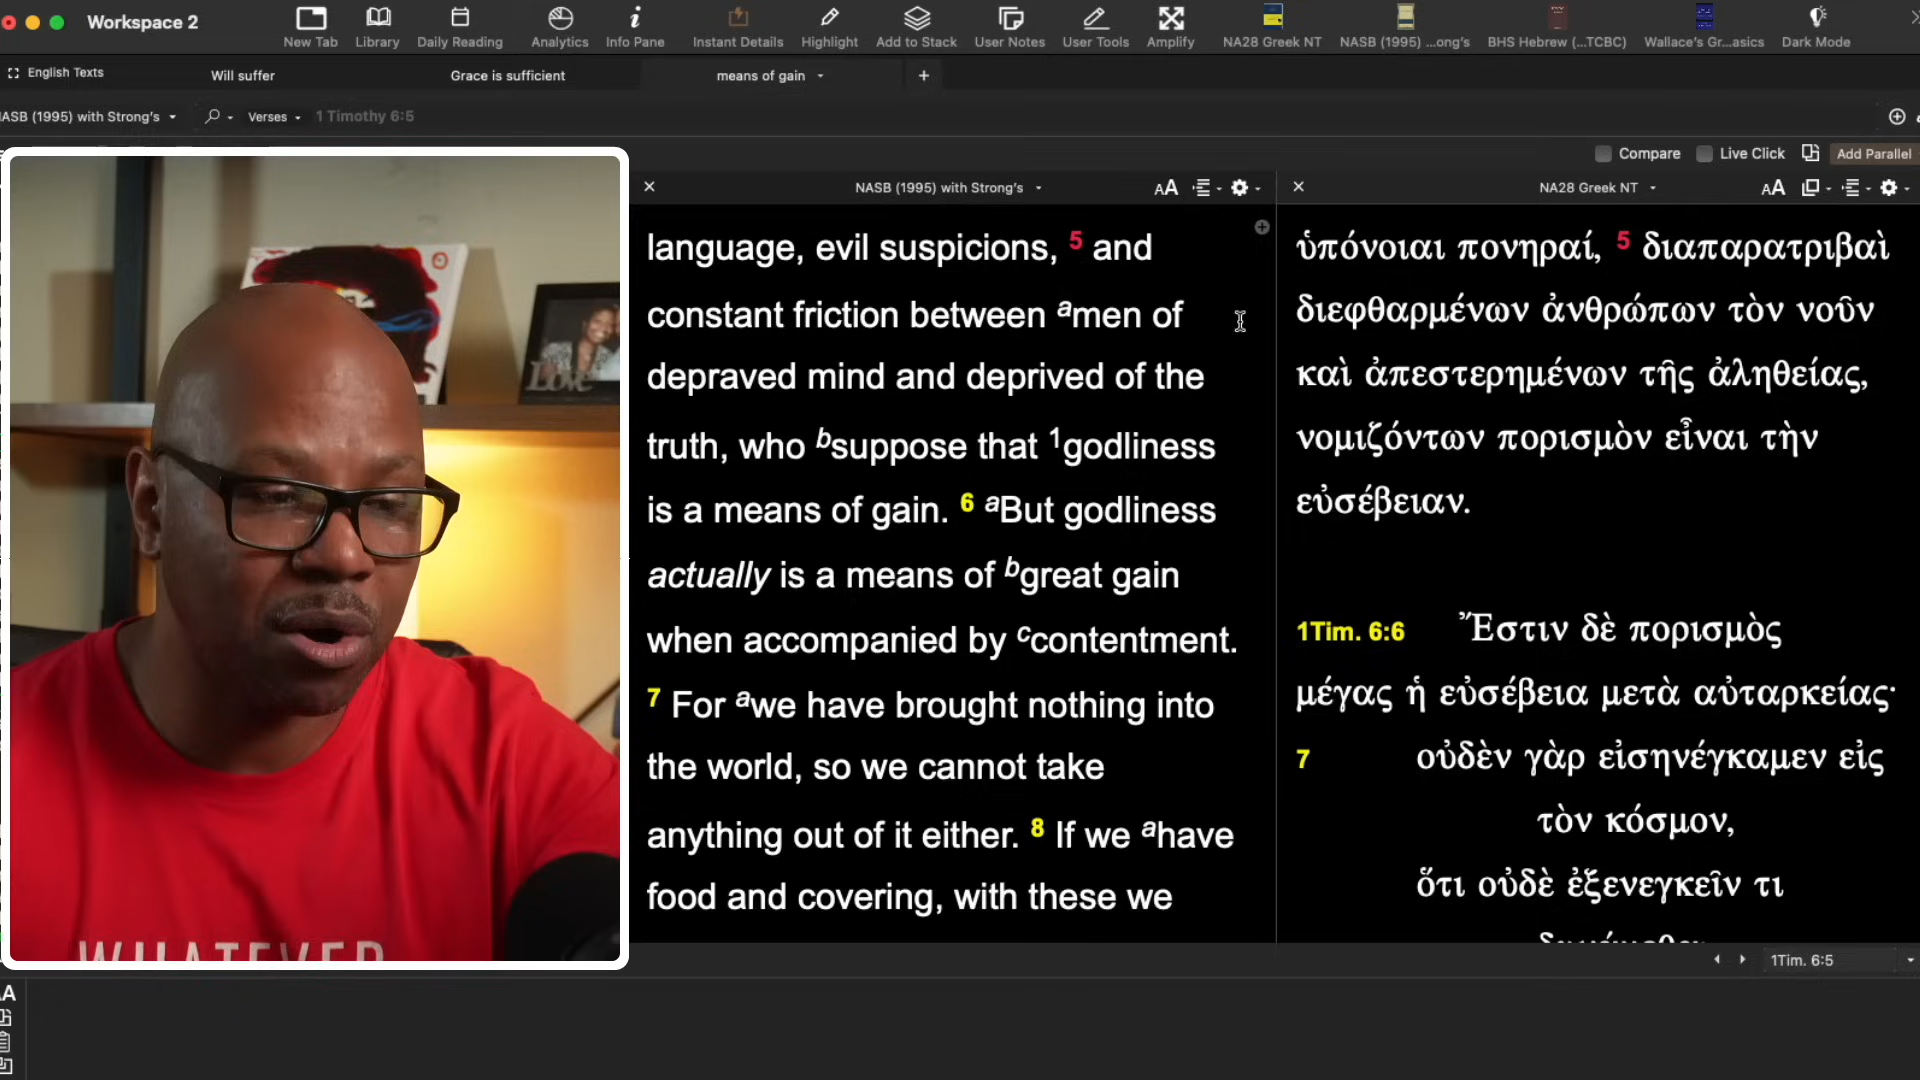 Workspace 2
New Tab
Library
Daily Reading
Analytics
Info Pane
Instant Details
Highlight
Add to Stack
User Notes
User Tools
Amplify
NA28 Greek NT
NASB (1995) ...ong's
BHS Hebrew (...TCBC)
Wallace's Gr...asics
Dark Mode
English Texts
Will suffer
Grace is sufficient
means of gain
ASB (1995) with Strong's
Verses
1 Timothy 6:5
Compare
Live Click
Add Parallel
NASB (1995) with Strong's
AA
language, evil suspicions, 5 and
constant friction between amen of
depraved mind and deprived of the
truth, who bsuppose that 1godliness
is a means of gain. 6 aBut godliness
actually is a means of bgreat gain
when accompanied by ccontentment.
7 For awe have brought nothing into
the world, so we cannot take
anything out of it either. 8 If we ahave
food and covering, with these we
NA28 Greek NT
AA
ὑπόνοιαι πονηραί, 5 διαπαρατριβαὶ
διεφθαρμένων ἀνθρώπων τὸν νοῦν
καὶ ἀπεστερημένων τῆς ἀληθείας,
νομιζόντων πορισμὸν εἶναι τὴν
εὐσέβειαν.
1Tim. 6:6 Ἔστιν δὲ πορισμὸς
μέγας ἡ εὐσέβεια μετὰ αὐταρκείας·
7 οὐδὲν γὰρ εἰσηνέγκαμεν εἰς
τὸν κόσμον,
ὅτι οὐδὲ ἐξενεγκεῖν τι
1Tim. 6:5
WHATEVER
Love
AA